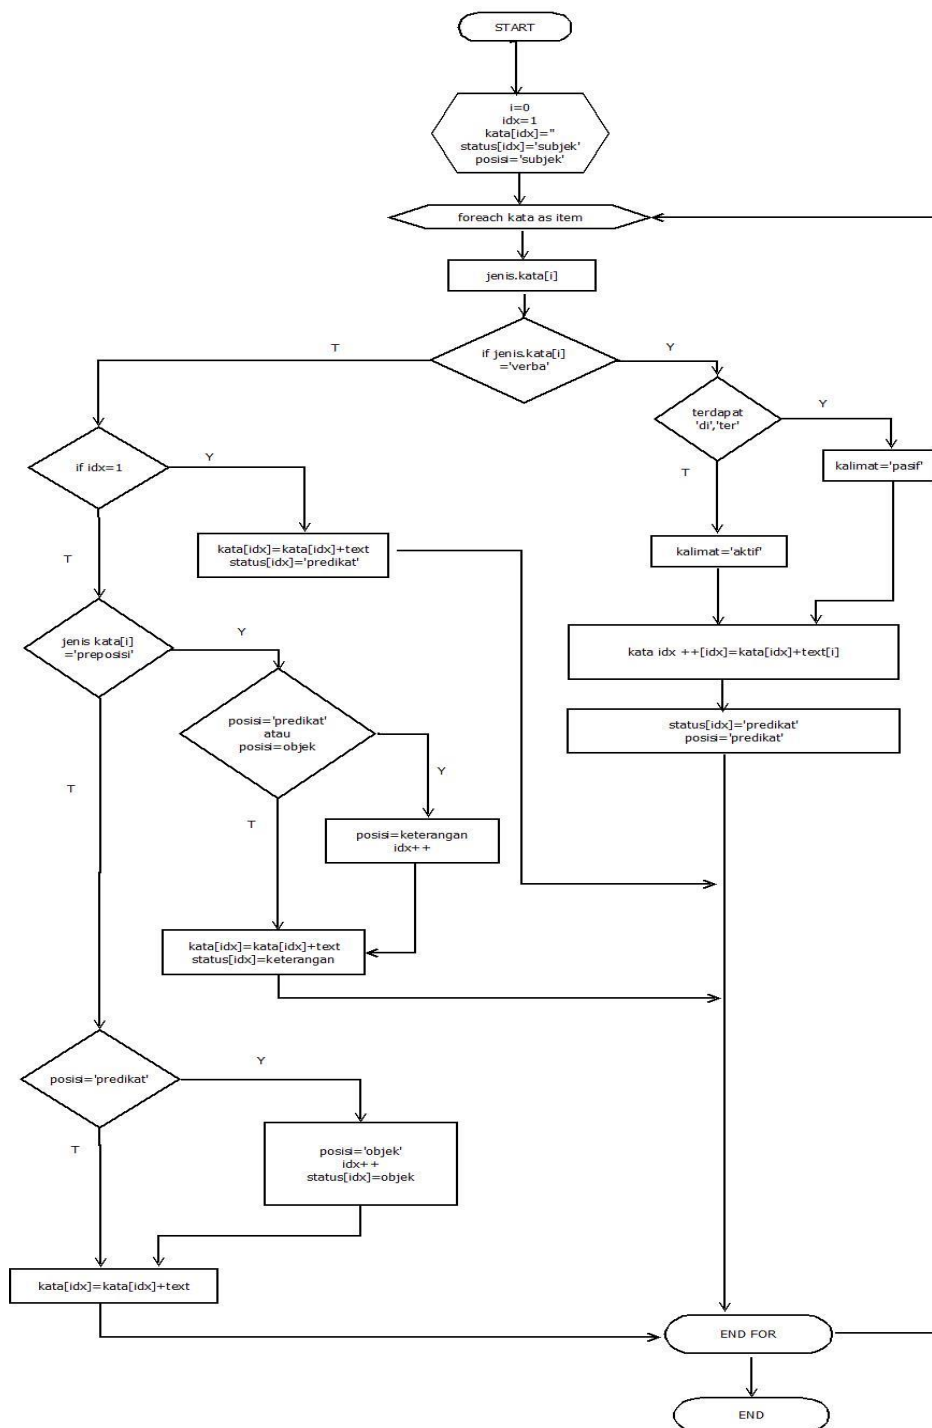 START
i=0
idx=1
kata[idx]="
status[idx]='subjek'
posisi='subjek'
foreach kata as item
jenis.kata[i]
if jenis.kata[i]
='verba'
T
Y
terdapat
'di','ter'
Y
T
kalimat='pasif'
kalimat='aktif'
kata idx ++[idx]=kata[idx]+text[i]
status[idx]='predikat'
posisi='predikat'
if idx=1
Y
T
kata[idx]=kata[idx]+text
status[idx]='predikat'
jenis kata[i]
='preposisi'
Y
T
posisi='predikat'
atau
posisi=objek
Y
T
posisi=keterangan
idx++
kata[idx]=kata[idx]+text
status[idx]=keterangan
posisi='predikat'
Y
T
posisi='objek'
idx++
status[idx]=objek
kata[idx]=kata[idx]+text
END FOR
END